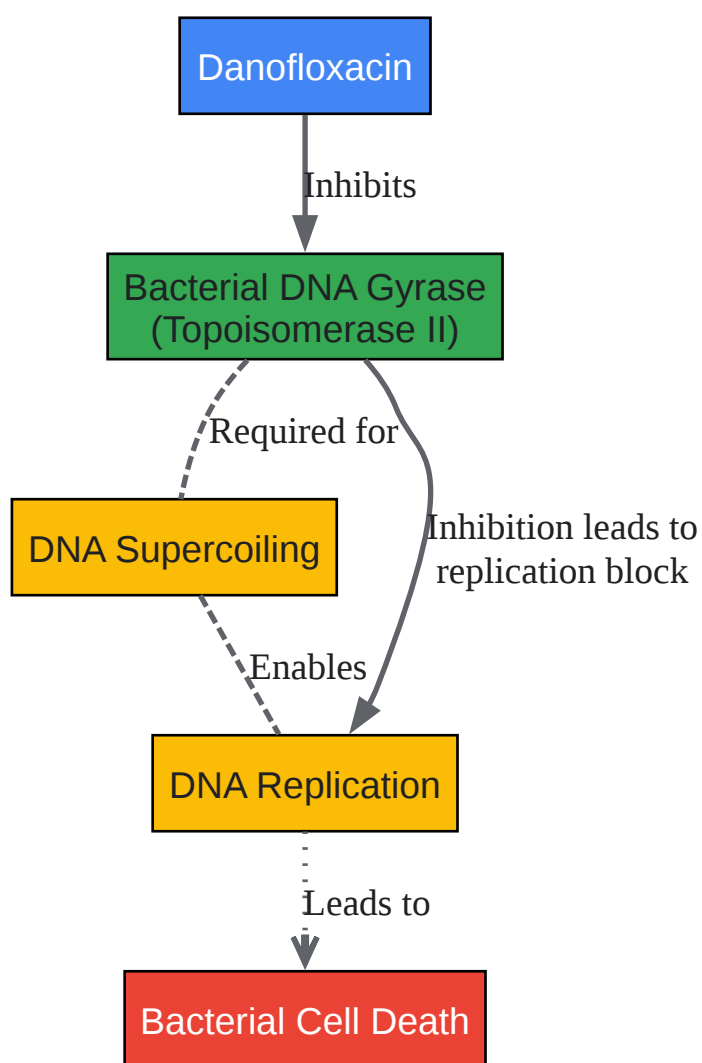 Danofloxacin
Inhibits
Bacterial DNA Gyrase
(Topoisomerase II)
Required for
DNA Supercoiling
Inhibition leads to
replication block
Enables
DNA Replication
Leads to
Bacterial Cell Death